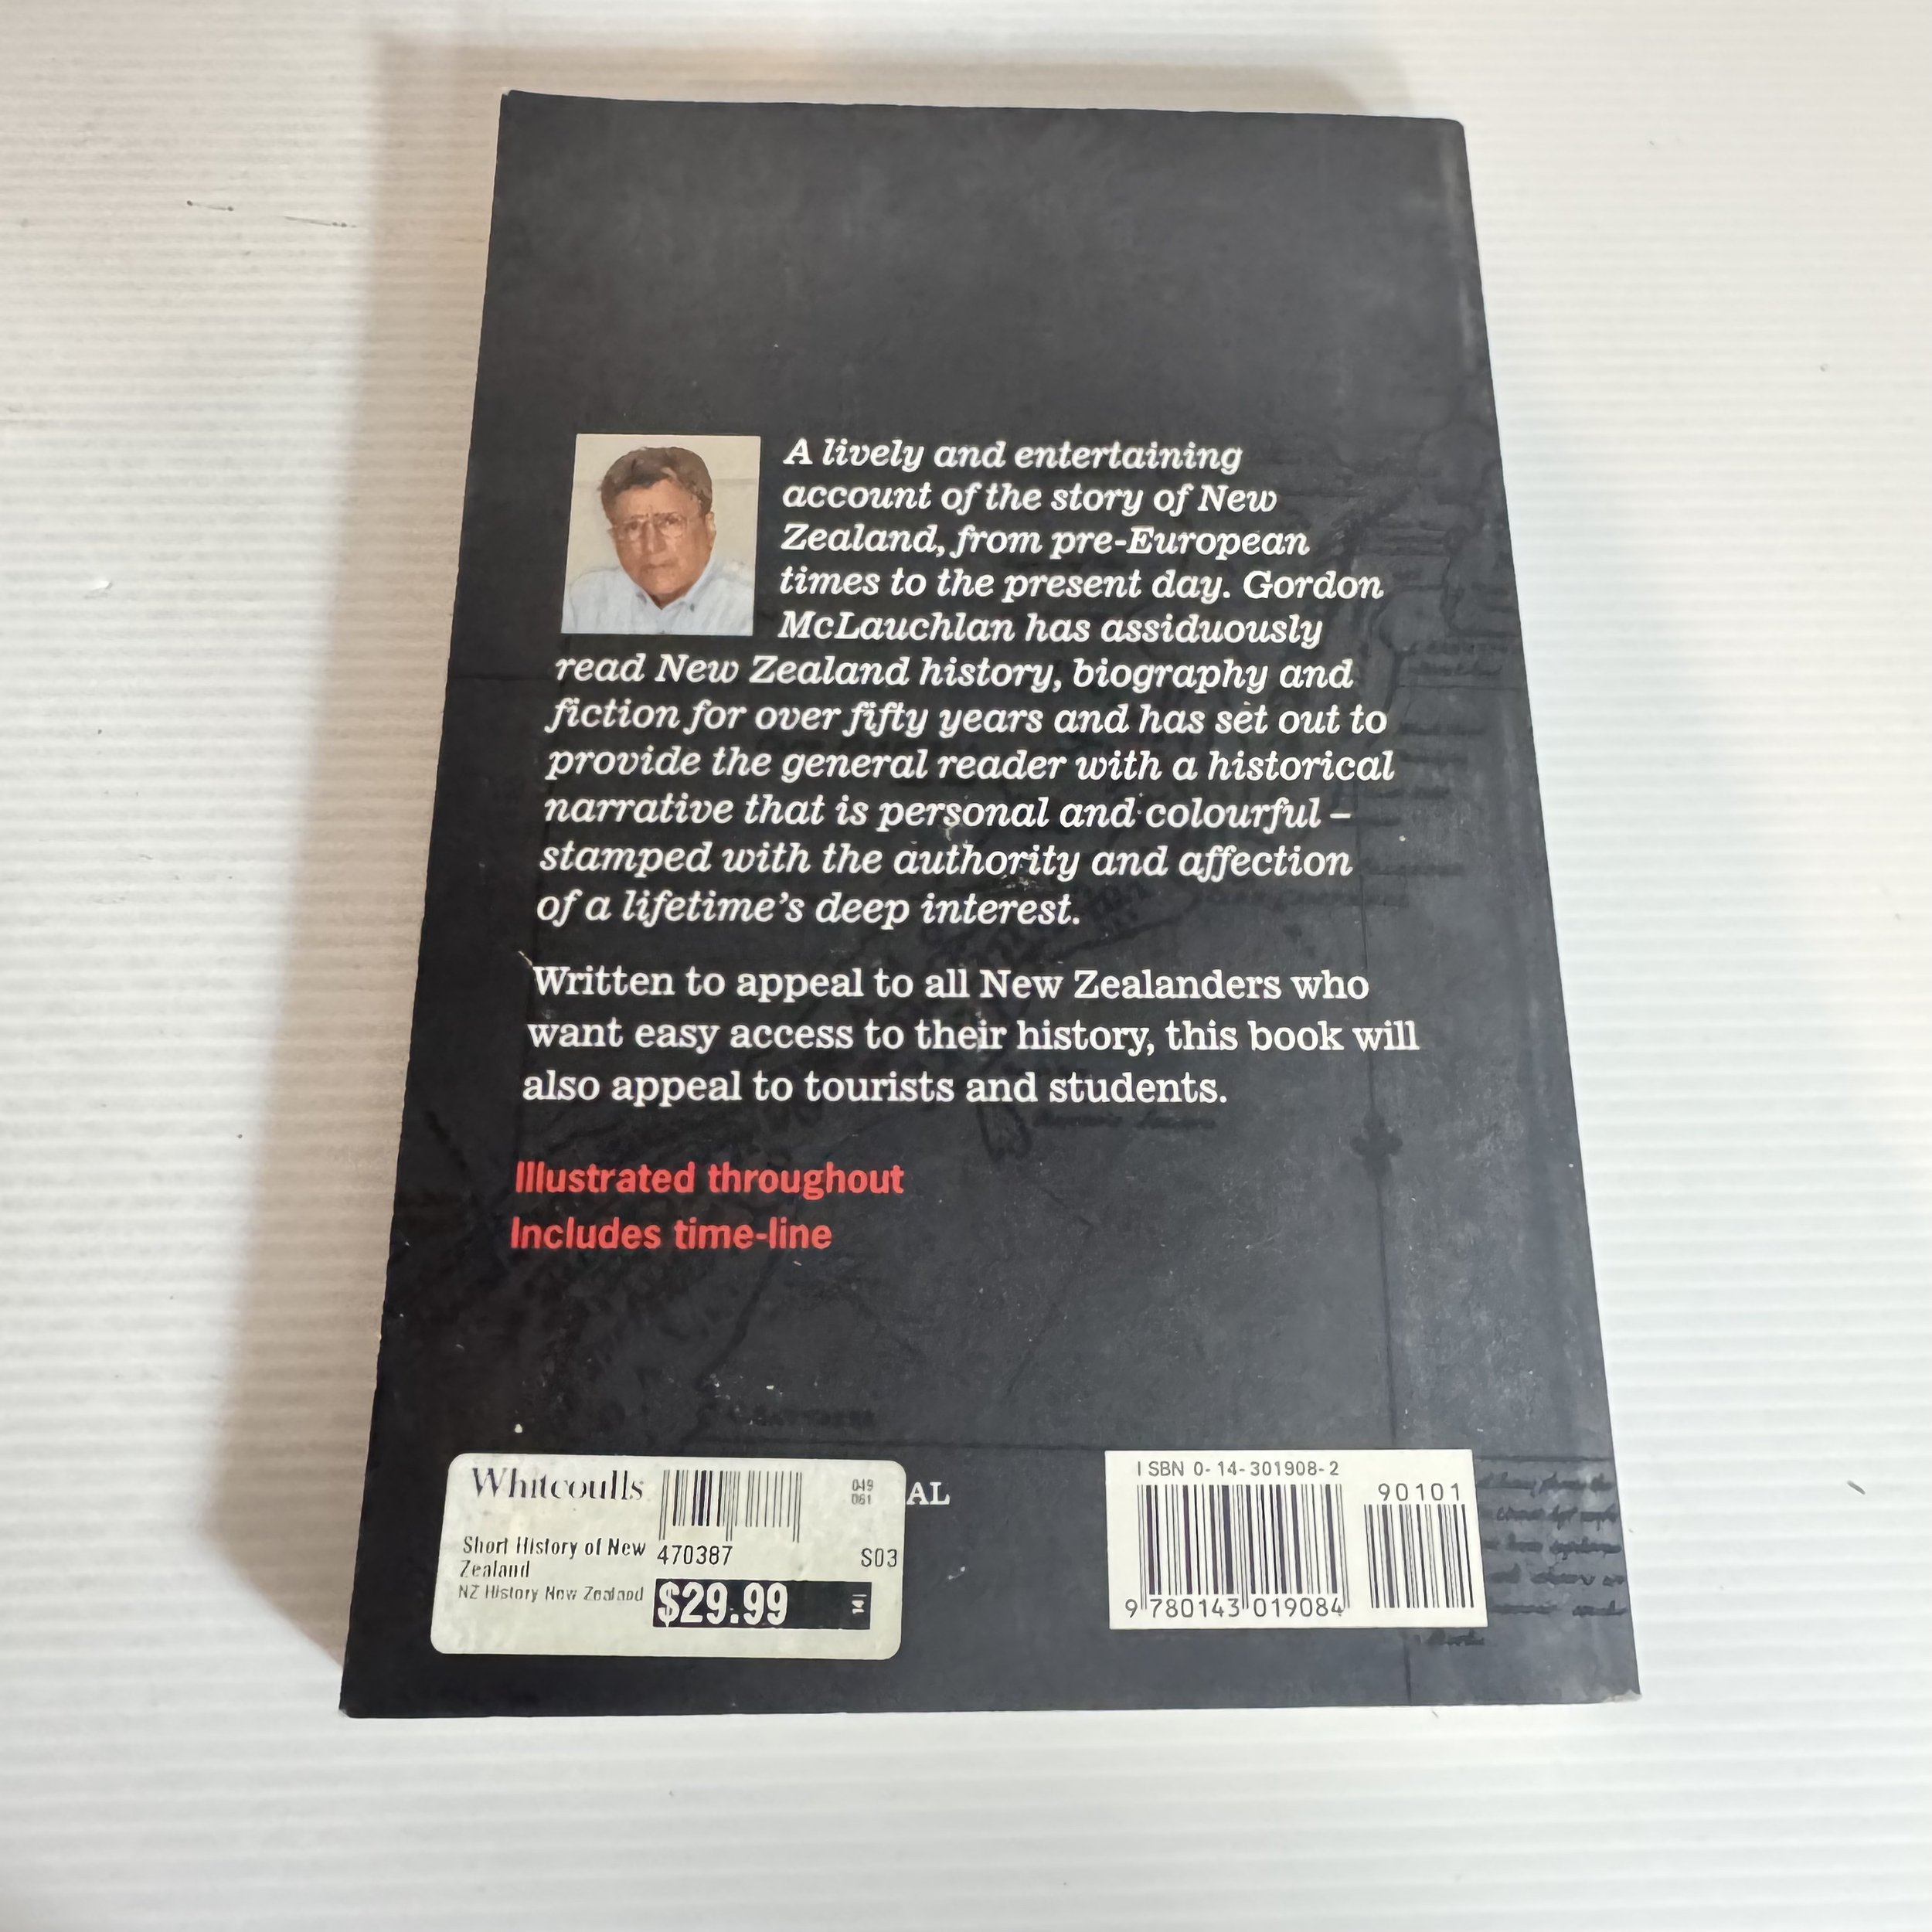 A lively and entertaining
account of the story of New
Zealand, from pre-European
times to the present day. Gordon
McLauchlan has assiduously
read New Zealand history, biography and
fiction for over fifty years and has set out to
provide the general reader with a historical
narrative that is personal and colourful –
stamped with the authority and affection
of a lifetime's deep interest.
Written to appeal to all New Zealanders who
want easy access to their history, this book will
also appeal to tourists and students.
Illustrated throughout
Includes time-line
Whitcoulls
049
061
Short History of New
Zealand
NZ History New Zealand
470387
S03
$29.99
141
AL
ISBN 0-14-301908-2
90101
9 780143 019084